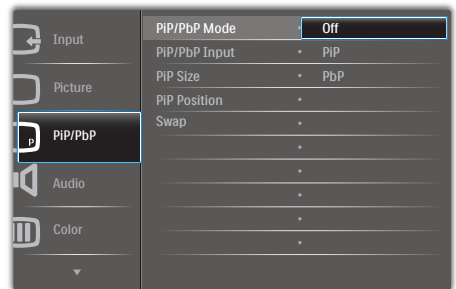 Input
Picture
P
PiP/PbP
Audio
Color
PiP/PbP Mode
Off
PiP/PbP Input
PiP
PiP Size
PbP
PiP Position
Swap